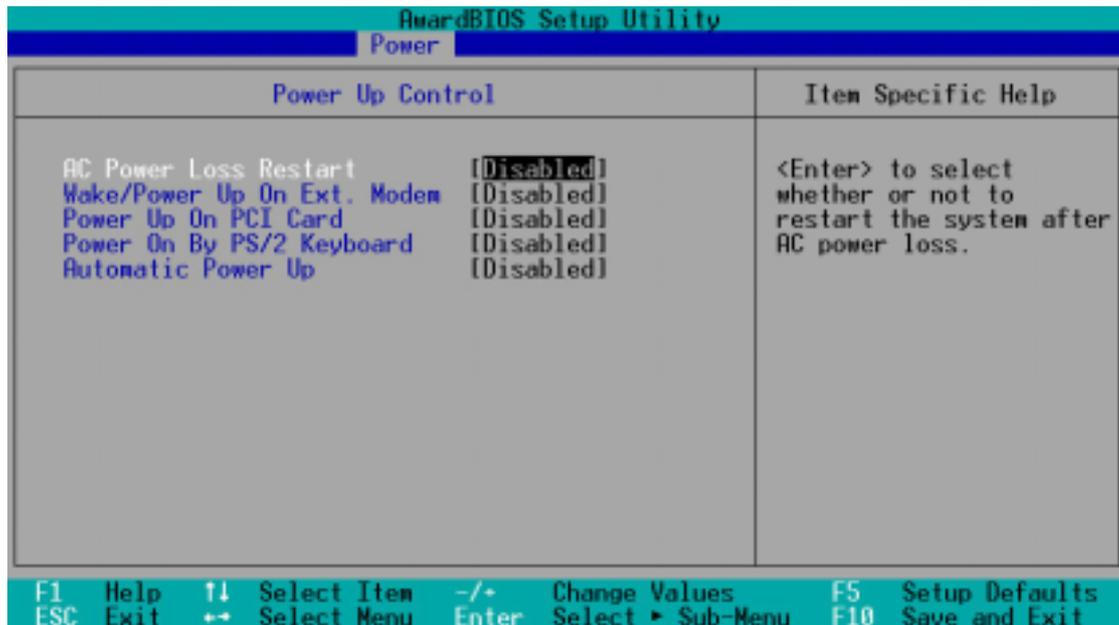 AwardBIOS Setup Utility
Power
Power Up Control
Item Specific Help
AC Power Loss Restart [Disabled]
Wake/Power Up On Ext. Modem [Disabled]
Power Up On PCI Card [Disabled]
Power On By PS/2 Keyboard [Disabled]
Automatic Power Up [Disabled]
<Enter> to select
whether or not to
restart the system after
AC power loss.
F1 Help ↑↓ Select Item -/+ Change Values F5 Setup Defaults
ESC Exit ←→ Select Menu Enter Select ► Sub-Menu F10 Save and Exit